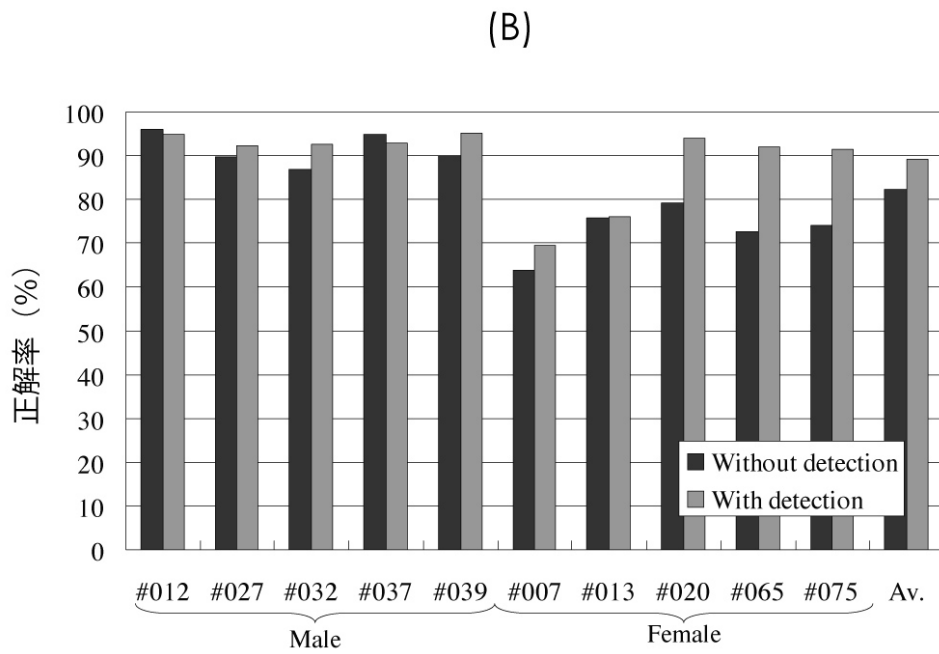 (B)
正解率 (%)
100
90
80
70
60
50
40
30
20
10
0
Without detection
With detection
#012 #027 #032 #037 #039 #007 #013 #020 #065 #075 Av.
Male Female